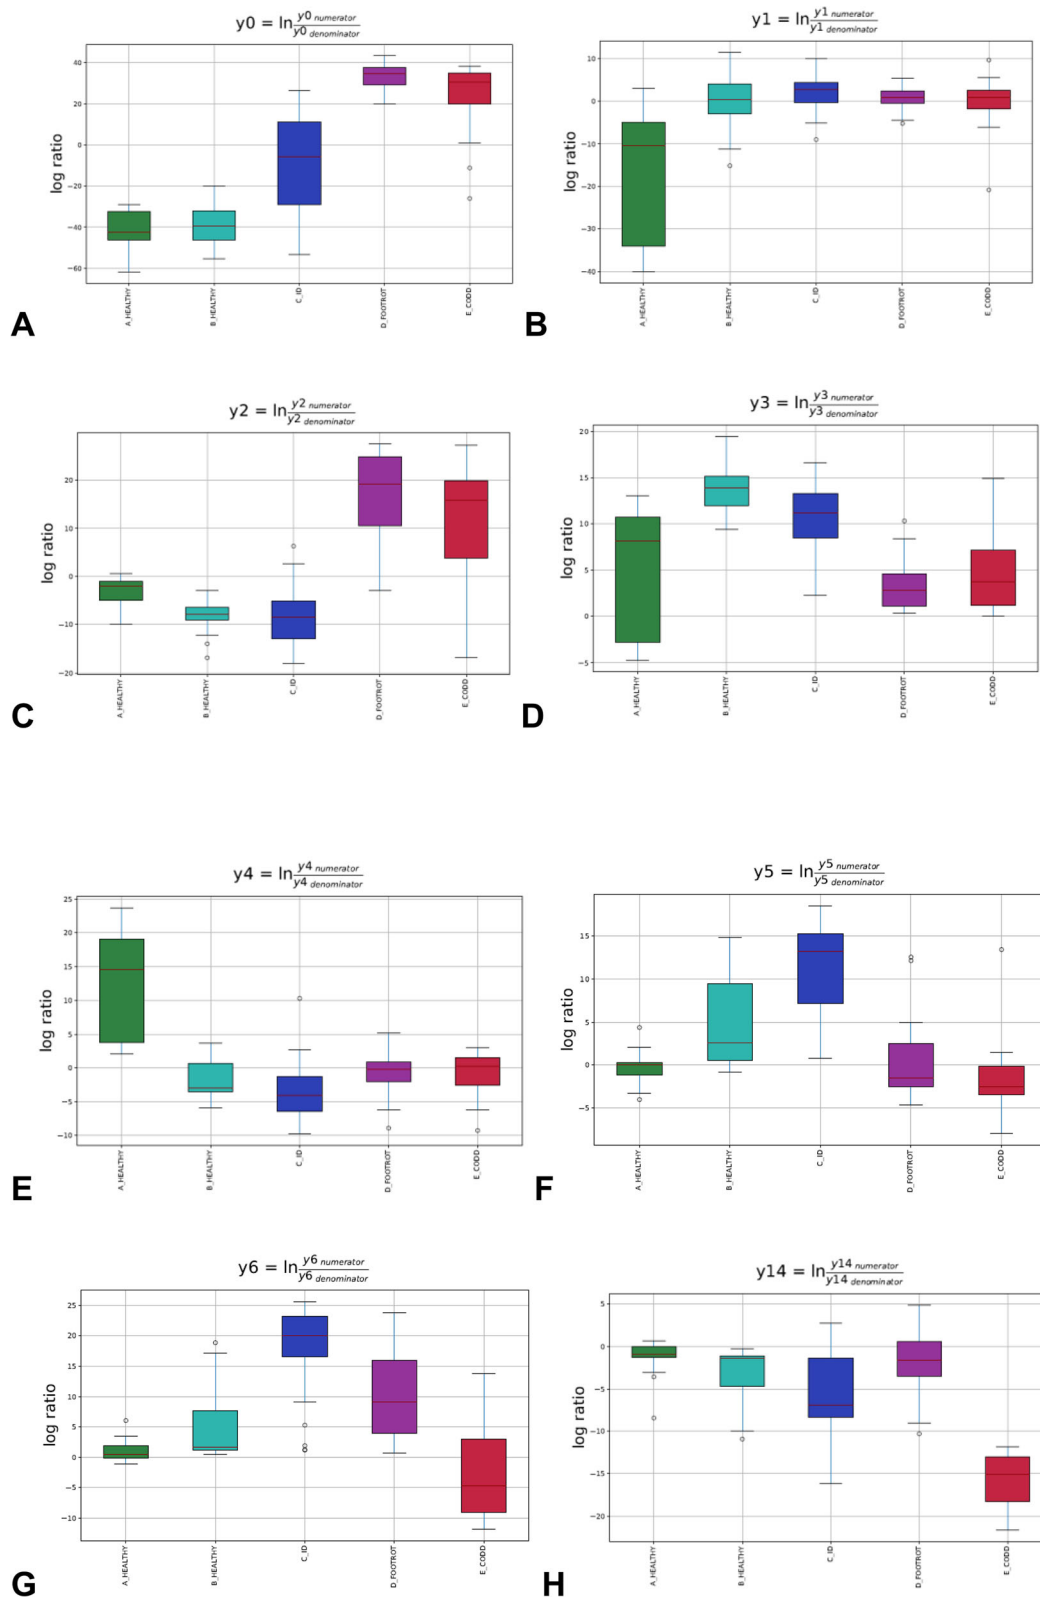 y0 = ln y0 numerator / y0 denominator
log ratio
40
20
0
−20
−40
−60
A_HEALTHY
B_HEALTHY
C_ID
D_FOOTROT
E_CODD
A
y1 = ln y1 numerator / y1 denominator
log ratio
10
0
−10
−20
−30
−40
A_HEALTHY
B_HEALTHY
C_ID
D_FOOTROT
E_CODD
B
y2 = ln y2 numerator / y2 denominator
log ratio
20
10
0
−10
−20
A_HEALTHY
B_HEALTHY
C_ID
D_FOOTROT
E_CODD
C
y3 = ln y3 numerator / y3 denominator
log ratio
20
15
10
5
0
−5
A_HEALTHY
B_HEALTHY
C_ID
D_FOOTROT
E_CODD
D
y4 = ln y4 numerator / y4 denominator
log ratio
25
20
15
10
5
0
−5
−10
A_HEALTHY
B_HEALTHY
C_ID
D_FOOTROT
E_CODD
E
y5 = ln y5 numerator / y5 denominator
log ratio
15
10
5
0
−5
A_HEALTHY
B_HEALTHY
C_ID
D_FOOTROT
E_CODD
F
y6 = ln y6 numerator / y6 denominator
log ratio
25
20
15
10
5
0
−5
−10
A_HEALTHY
B_HEALTHY
C_ID
D_FOOTROT
E_CODD
G
y14 = ln y14 numerator / y14 denominator
log ratio
5
0
−5
−10
−15
−20
A_HEALTHY
B_HEALTHY
C_ID
D_FOOTROT
E_CODD
H